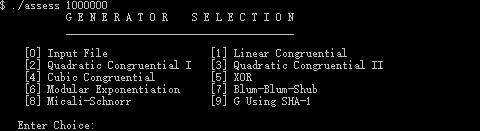 $ ./assess 1000000
G E N E R A T O R   S E L E C T I O N
[0] Input File [1] Linear Congruential
[2] Quadratic Congruential I [3] Quadratic Congruential II
[4] Cubic Congruential [5] XOR
[6] Modular Exponentiation [7] Blum-Blum-Shub
[8] Micali-Schnorr [9] G Using SHA-1
Enter Choice: